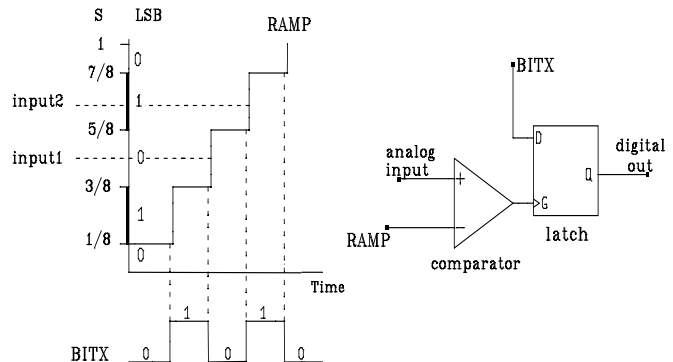 S LSB
RAMP
1
0
7/8
input2
1
5/8
input1
0
3/8
1
1/8
0
Time
BITX
0 1 0 1 0
BITX
D
analog
input
+
G
Q
digital
out
RAMP
−
latch
comparator